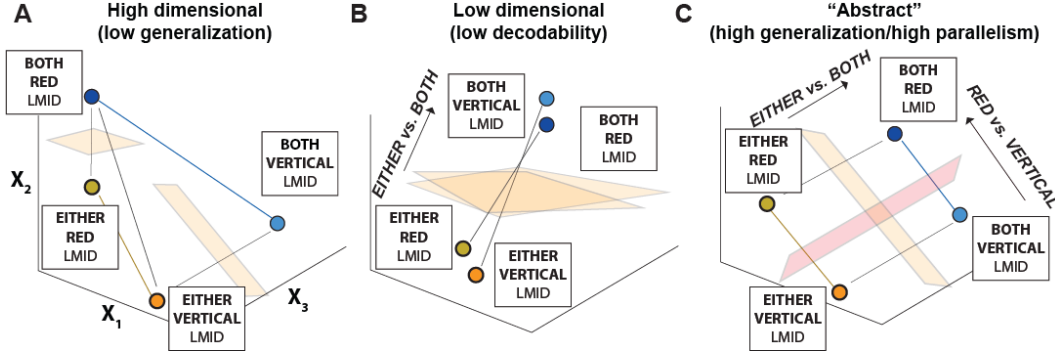 A
High dimensional
(low generalization)
BOTH
RED
LMID
BOTH
VERTICAL
LMID
X2
EITHER
RED
LMID
EITHER
VERTICAL
LMID
X1
X3
B
Low dimensional
(low decodability)
EITHER vs. BOTH
BOTH
VERTICAL
LMID
BOTH
RED
LMID
EITHER
RED
LMID
EITHER
VERTICAL
LMID
C
“Abstract”
(high generalization/high parallelism)
EITHER vs. BOTH
BOTH
RED
LMID
RED vs. VERTICAL
EITHER
RED
LMID
BOTH
VERTICAL
LMID
EITHER
VERTICAL
LMID